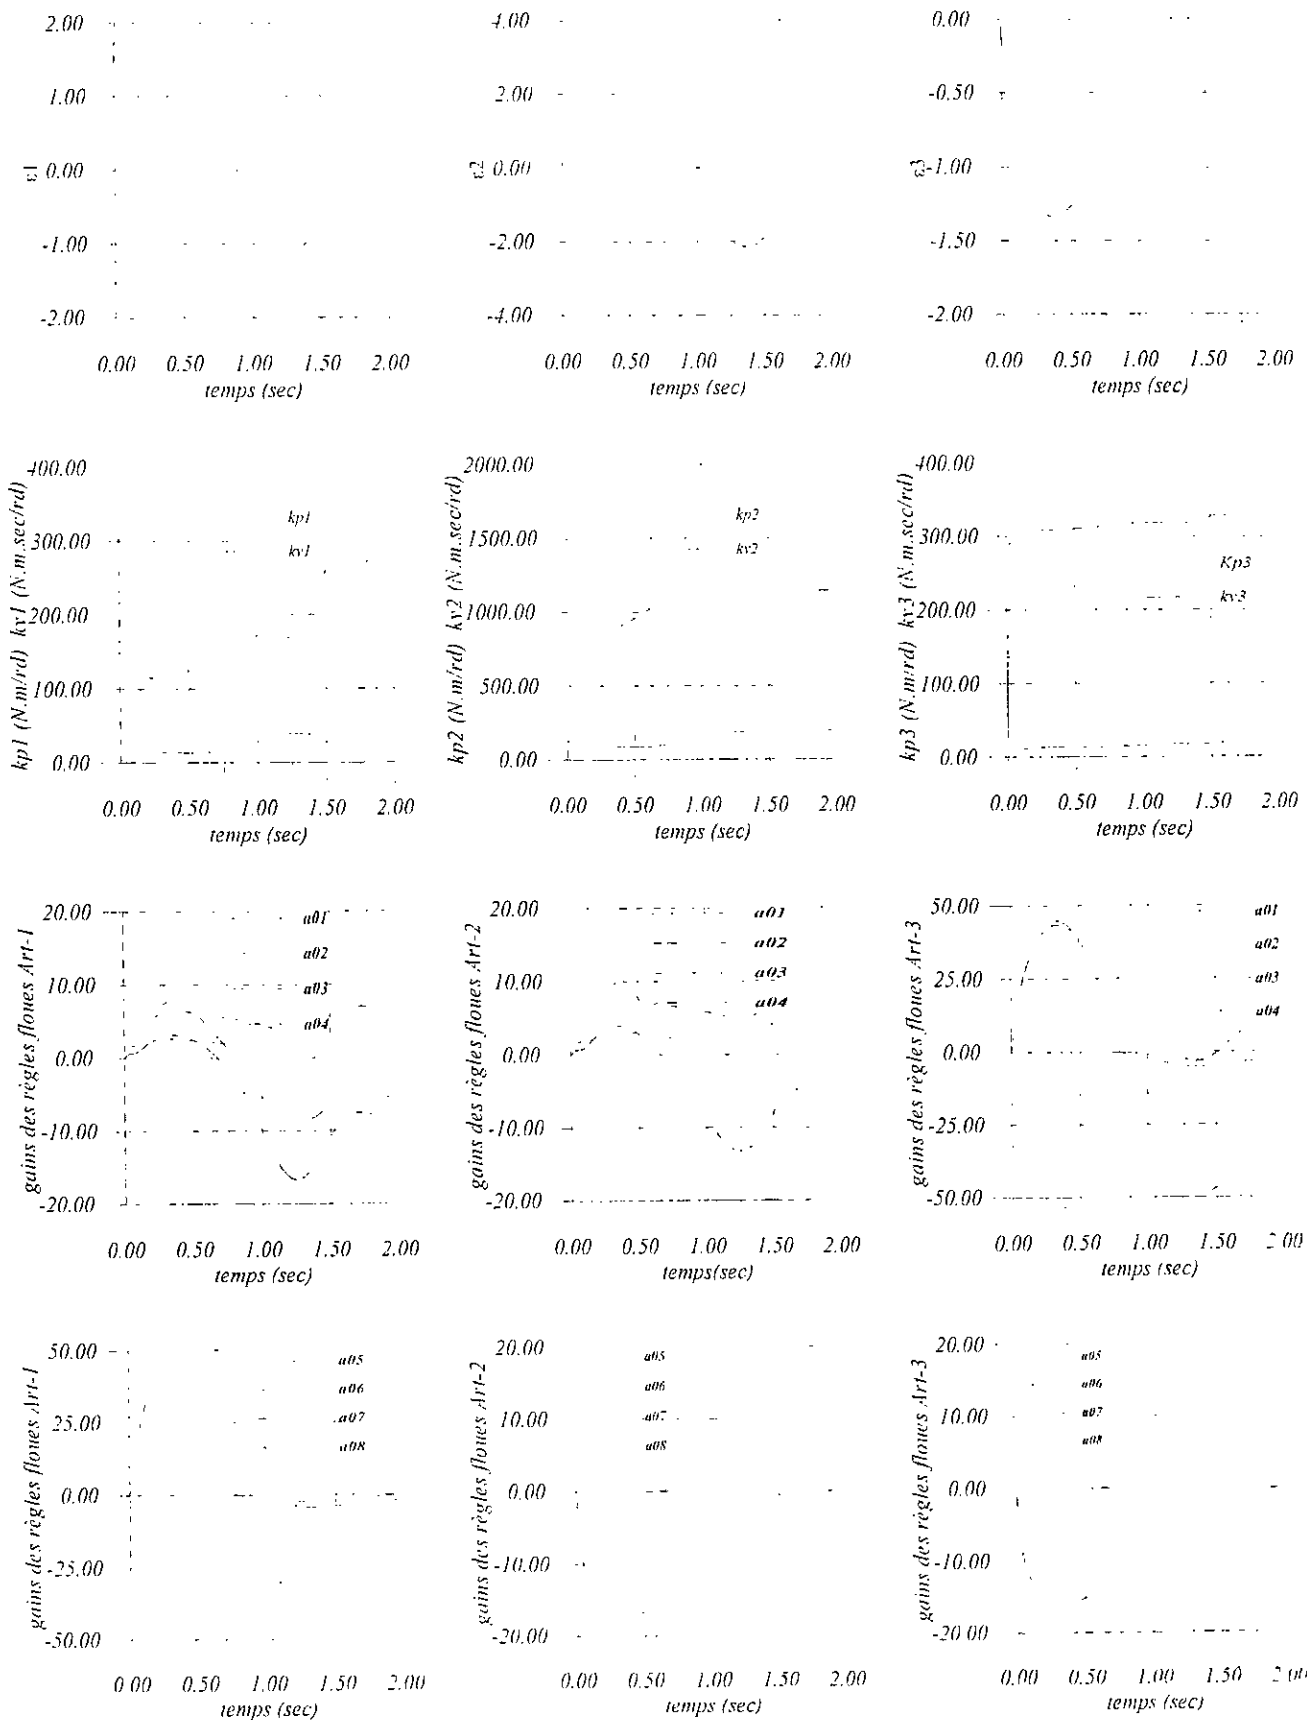 2.00
1.00
ε1 0.00
-1.00
-2.00
0.00 0.50 1.00 1.50 2.00
temps (sec)
4.00
2.00
ε2 0.00
-2.00
-4.00
0.00 0.50 1.00 1.50 2.00
temps (sec)
0.00
-0.50
ε3 -1.00
-1.50
-2.00
0.00 0.50 1.00 1.50 2.00
temps (sec)
kp1 (N.m/rd) kv1 (N.m.sec/rd)
400.00
300.00
200.00
100.00
0.00
kp1
kv1
0.00 0.50 1.00 1.50 2.00
temps (sec)
kp2 (N.m/rd) kv2 (N.m.sec/rd)
2000.00
1500.00
1000.00
500.00
0.00
kp2
kv2
0.00 0.50 1.00 1.50 2.00
temps (sec)
kp3 (N.m/rd) kv3 (N.m.sec/rd)
400.00
300.00
200.00
100.00
0.00
Kp3
kv3
0.00 0.50 1.00 1.50 2.00
temps (sec)
gains des règles floues Art-1
20.00
10.00
0.00
-10.00
-20.00
a01
a02
a03
a04
0.00 0.50 1.00 1.50 2.00
temps (sec)
gains des règles floues Art-2
20.00
10.00
0.00
-10.00
-20.00
a01
a02
a03
a04
0.00 0.50 1.00 1.50 2.00
temps(sec)
gains des règles floues Art-3
50.00
25.00
0.00
-25.00
-50.00
a01
a02
a03
a04
0.00 0.50 1.00 1.50 2.00
temps (sec)
gains des règles floues Art-1
50.00
25.00
0.00
-25.00
-50.00
a05
a06
a07
a08
0.00 0.50 1.00 1.50 2.00
temps (sec)
gains des règles floues Art-2
20.00
10.00
0.00
-10.00
-20.00
a05
a06
a07
a08
0.00 0.50 1.00 1.50 2.00
temps (sec)
gains des règles floues Art-3
20.00
10.00
0.00
-10.00
-20.00
a05
a06
a07
a08
0.00 0.50 1.00 1.50 2.00
temps (sec)